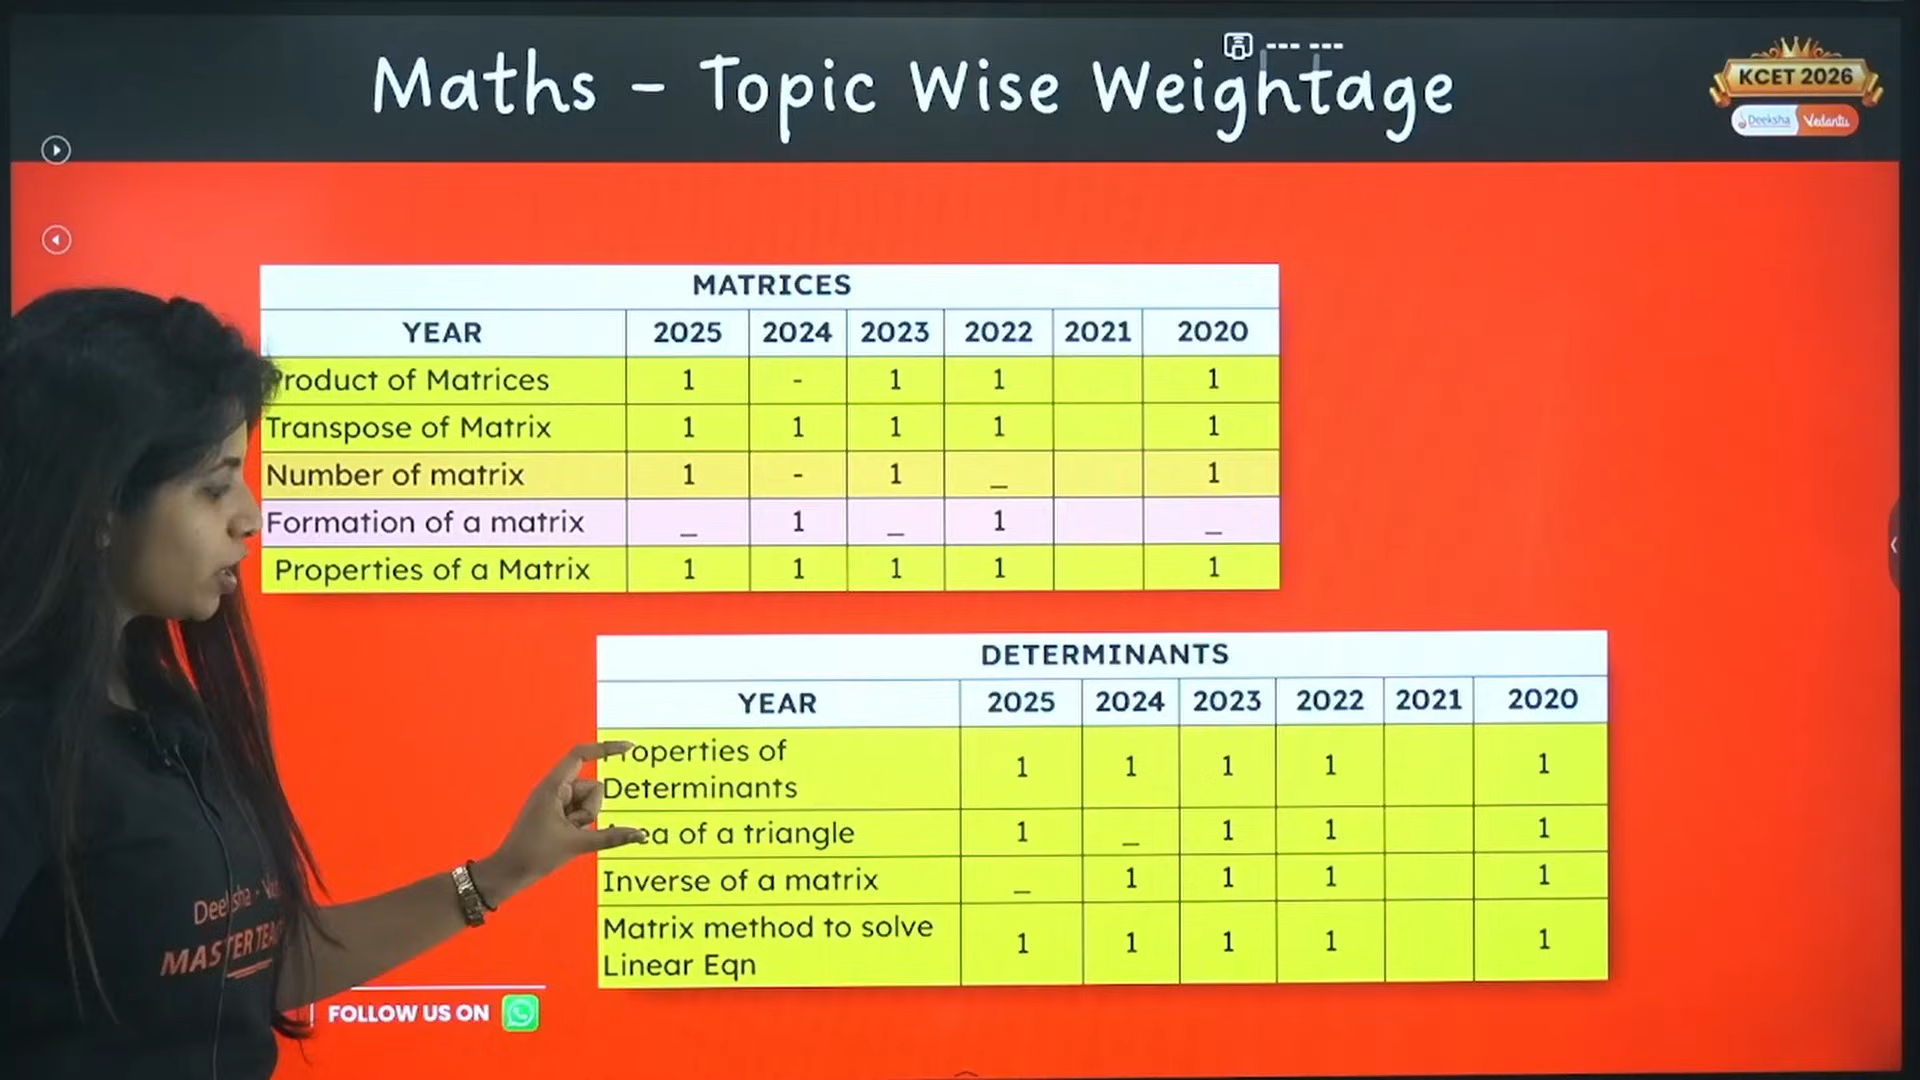 Maths - Topic Wise Weightage
KCET 2026
Deeksha Vedantu
MATRICES
YEAR 2025 2024 2023 2022 2021 2020
Product of Matrices 1 - 1 1 1
Transpose of Matrix 1 1 1 1 1
Number of matrix 1 - 1 _ 1
Formation of a matrix _ 1 _ 1 _
Properties of a Matrix 1 1 1 1 1
DETERMINANTS
YEAR 2025 2024 2023 2022 2021 2020
Properties of
Determinants 1 1 1 1 1
Area of a triangle 1 _ 1 1 1
Inverse of a matrix _ 1 1 1 1
Matrix method to solve
Linear Eqn 1 1 1 1 1
MASTER
FOLLOW US ON